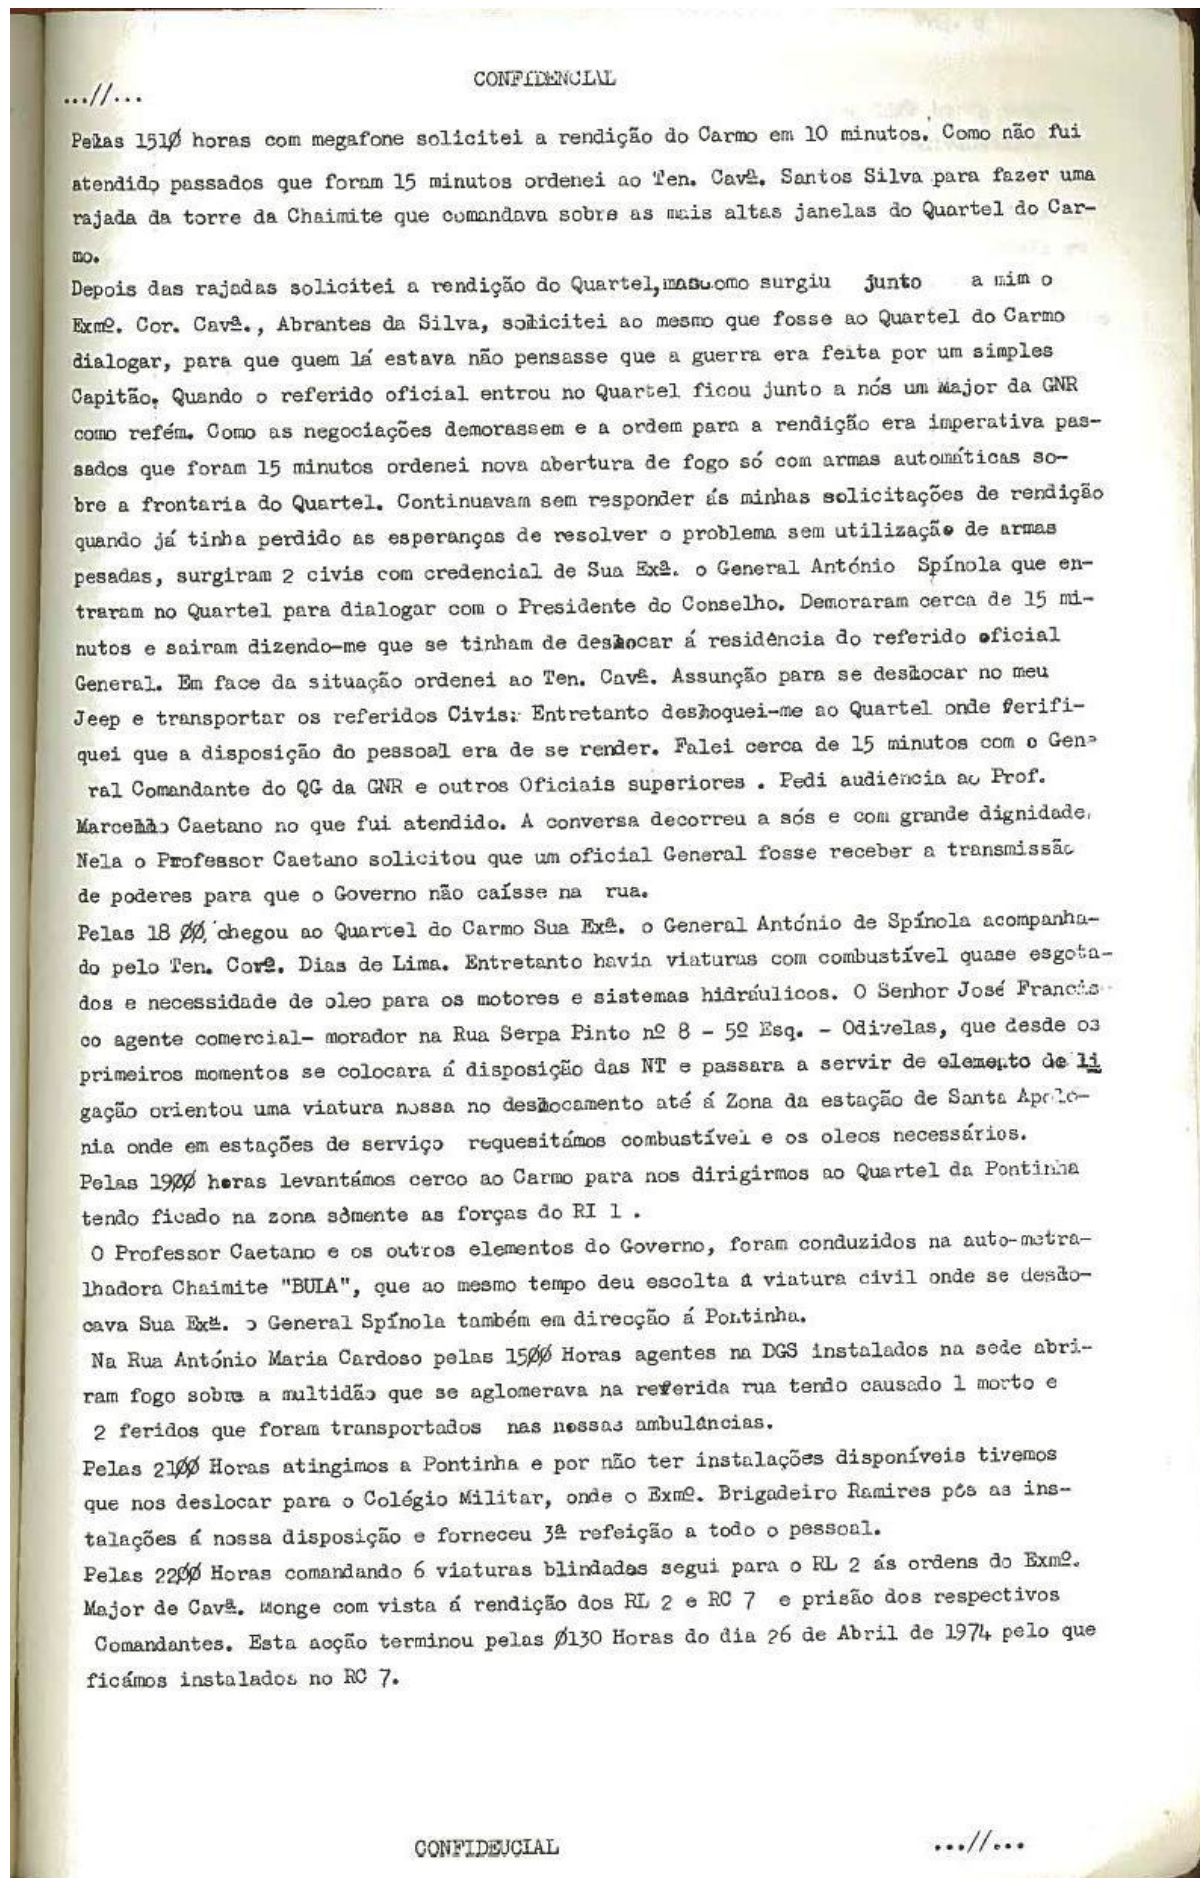 CONFIDENCIAL
...//...
Pelas 1510 horas com megafone solicitei a rendição do Carmo em 10 minutos. Como não fui
atendido passados que foram 15 minutos ordenei ao Ten. Cavª. Santos Silva para fazer uma
rajada da torre da Chaimite que comandava sobre as mais altas janelas do Quartel do Car-
mo.
Depois das rajadas solicitei a rendição do Quartel, mas como surgiu junto a mim o
Exmº. Cor. Cavª., Abrantes da Silva, solicitei ao mesmo que fosse ao Quartel do Carmo
dialogar, para que quem lá estava não pensasse que a guerra era feita por um simples
Capitão. Quando o referido oficial entrou no Quartel ficou junto a nós um Major da GNR
como refém. Como as negociações demorassem e a ordem para a rendição era imperativa pas-
sados que foram 15 minutos ordenei nova abertura de fogo só com armas automáticas so-
bre a frontaria do Quartel. Continuavam sem responder ás minhas solicitações de rendição
quando já tinha perdido as esperanças de resolver o problema sem utilização de armas
pesadas, surgiram 2 civis com credencial de Sua Exª. o General António Spínola que en-
traram no Quartel para dialogar com o Presidente do Conselho. Demoraram cerca de 15 mi-
nutos e sairam dizendo-me que se tinham de deslocar á residência do referido oficial
General. Em face da situação ordenei ao Ten. Cavª. Assunção para se deslocar no meu
Jeep e transportar os referidos Civis. Entretanto desloquei-me ao Quartel onde verifi-
quei que a disposição do pessoal era de se render. Falei cerca de 15 minutos com o Gen-
ral Comandante do QG da GNR e outros Oficiais superiores . Pedi audiência ao Prof.
Marcello Caetano no que fui atendido. A conversa decorreu a sós e com grande dignidade.
Nela o Professor Caetano solicitou que um oficial General fosse receber a transmissão
de poderes para que o Governo não caísse na rua.
Pelas 18 00, chegou ao Quartel do Carmo Sua Exª. o General António de Spínola acompanha-
do pelo Ten. Corº. Dias de Lima. Entretanto havia viaturas com combustível quase esgota-
dos e necessidade de oleo para os motores e sistemas hidráulicos. O Senhor José Francis-
co agente comercial- morador na Rua Serpa Pinto nº 8 - 5º Esq. - Odivelas, que desde os
primeiros momentos se colocara á disposição das NT e passara a servir de elemento de li
gação orientou uma viatura nossa no deslocamento até á Zona da estação de Santa Apoló-
nia onde em estações de serviço requesitámos combustível e os oleos necessários.
Pelas 1900 horas levantámos cerco ao Carmo para nos dirigirmos ao Quartel da Pontinha
tendo ficado na zona sòmente as forças do RI 1 .
O Professor Caetano e os outros elementos do Governo, foram conduzidos na auto-metra-
lhadora Chaimite "BULA", que ao mesmo tempo deu escolta á viatura civil onde se deslo-
cava Sua Exª. o General Spínola também em direcção á Pontinha.
Na Rua António Maria Cardoso pelas 1500 Horas agentes na DGS instalados na sede abri-
ram fogo sobre a multidão que se aglomerava na referida rua tendo causado 1 morto e
2 feridos que foram transportados nas nossas ambulâncias.
Pelas 2100 Horas atingimos a Pontinha e por não ter instalações disponíveis tivemos
que nos deslocar para o Colégio Militar, onde o Exmº. Brigadeiro Ramires pôs as ins-
talações á nossa disposição e forneceu 3ª refeição a todo o pessoal.
Pelas 2200 Horas comandando 6 viaturas blindadas segui para o RL 2 ás ordens do Exmº.
Major de Cavª. Monge com vista á rendição dos RL 2 e RC 7 e prisão dos respectivos
Comandantes. Esta acção terminou pelas 0130 Horas do dia 26 de Abril de 1974 pelo que
ficámos instalados no RC 7.
CONFIDEUCIAL
...//...